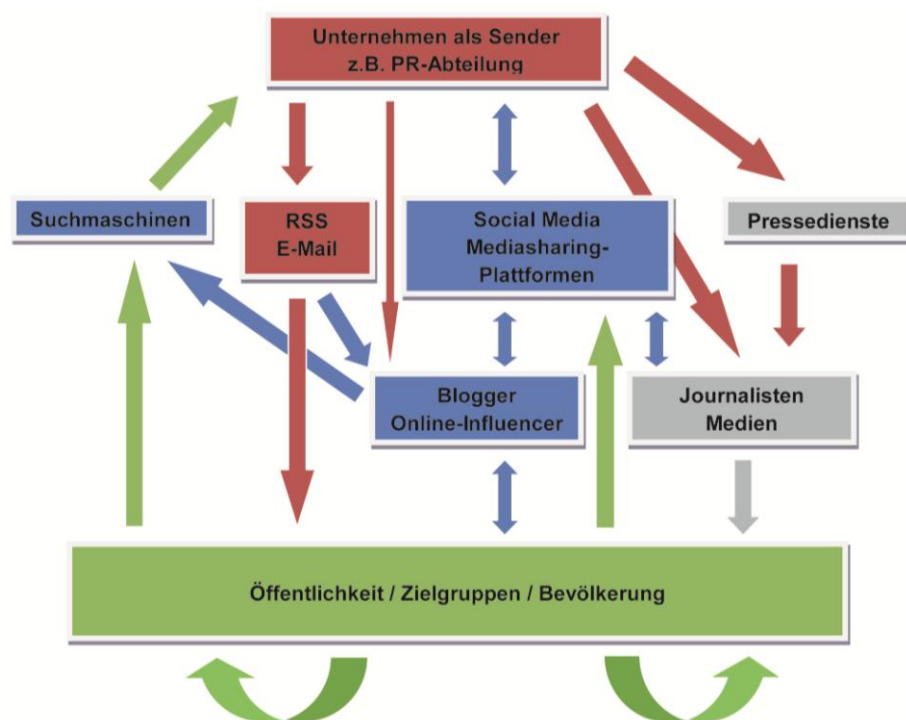 Unternehmen als Sender
z.B. PR-Abteilung
Suchmaschinen
RSS
E-Mail
Social Media
Mediasharing-
Plattformen
Pressedienste
Blogger
Online-Influencer
Journalisten
Medien
Öffentlichkeit / Zielgruppen / Bevölkerung